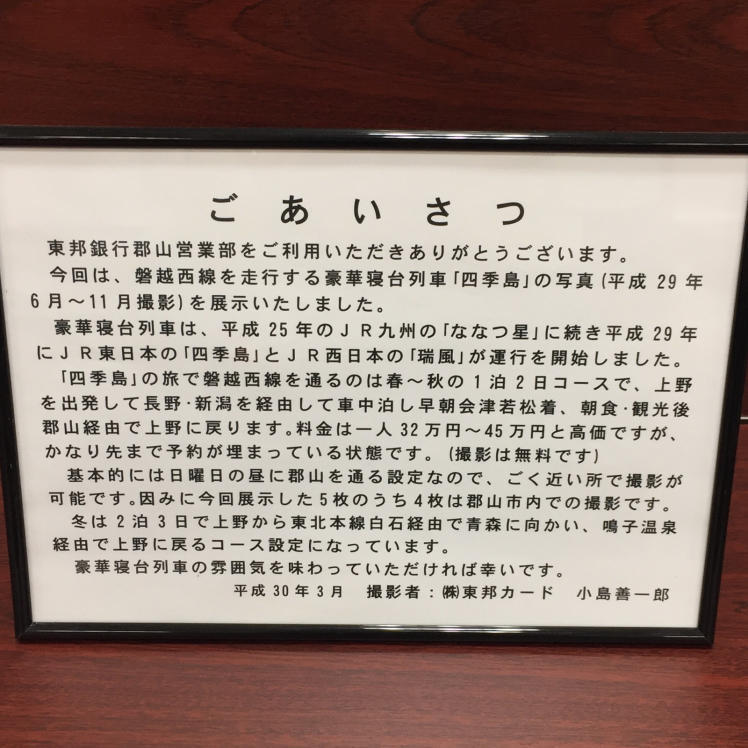 ごあいさつ
東邦銀行郡山営業部をご利用いただきありがとうございます。
今回は、磐越西線を走行する豪華寝台列車「四季島」の写真(平成29年
6月～11月撮影)を展示いたしました。
豪華寝台列車は、平成25年のJR九州の「ななつ星」に続き平成29年
にJR東日本の「四季島」とJR西日本の「瑞風」が運行を開始しました。
「四季島」の旅で磐越西線を通るのは春～秋の1泊2日コースで、上野
を出発して長野・新潟を経由して車中泊し早朝会津若松着、朝食・観光後
郡山経由で上野に戻ります。料金は一人32万円～45万円と高価ですが、
かなり先まで予約が埋まっている状態です。(撮影は無料です)
基本的には日曜日の昼に郡山を通る設定なので、ごく近い所で撮影が
可能です。因みに今回展示した5枚のうち4枚は郡山市内での撮影です。
冬は2泊3日で上野から東北本線白石経由で青森に向かい、鳴子温泉
経由で上野に戻るコース設定になっています。
豪華寝台列車の雰囲気を味わっていただければ幸いです。
平成30年3月 撮影者：㈱東邦カード 小島善一郎